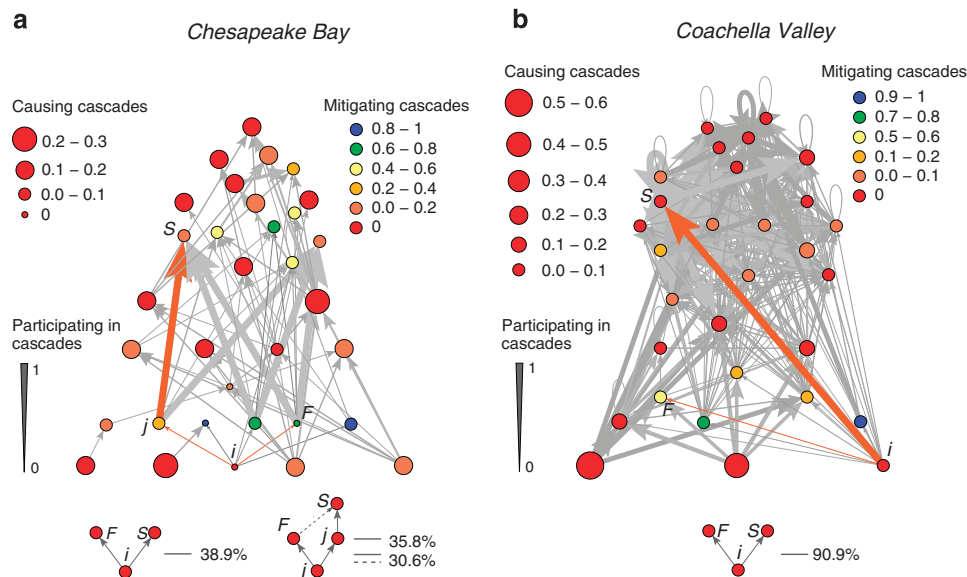 a
Chesapeake Bay
Causing cascades
0.2 – 0.3
0.1 – 0.2
0.0 – 0.1
0
Mitigating cascades
0.8 – 1
0.6 – 0.8
0.4 – 0.6
0.2 – 0.4
0.0 – 0.2
0
Participating in
cascades
1
0
S
j
i
F
F
S
i
38.9%
S
F
j
i
35.8%
30.6%
b
Coachella Valley
Causing cascades
0.5 – 0.6
0.4 – 0.5
0.3 – 0.4
0.2 – 0.3
0.1 – 0.2
0.0 – 0.1
Mitigating cascades
0.9 – 1
0.7 – 0.8
0.5 – 0.6
0.1 – 0.2
0.0 – 0.1
0
Participating in
cascades
1
0
S
F
i
F
S
i
90.9%